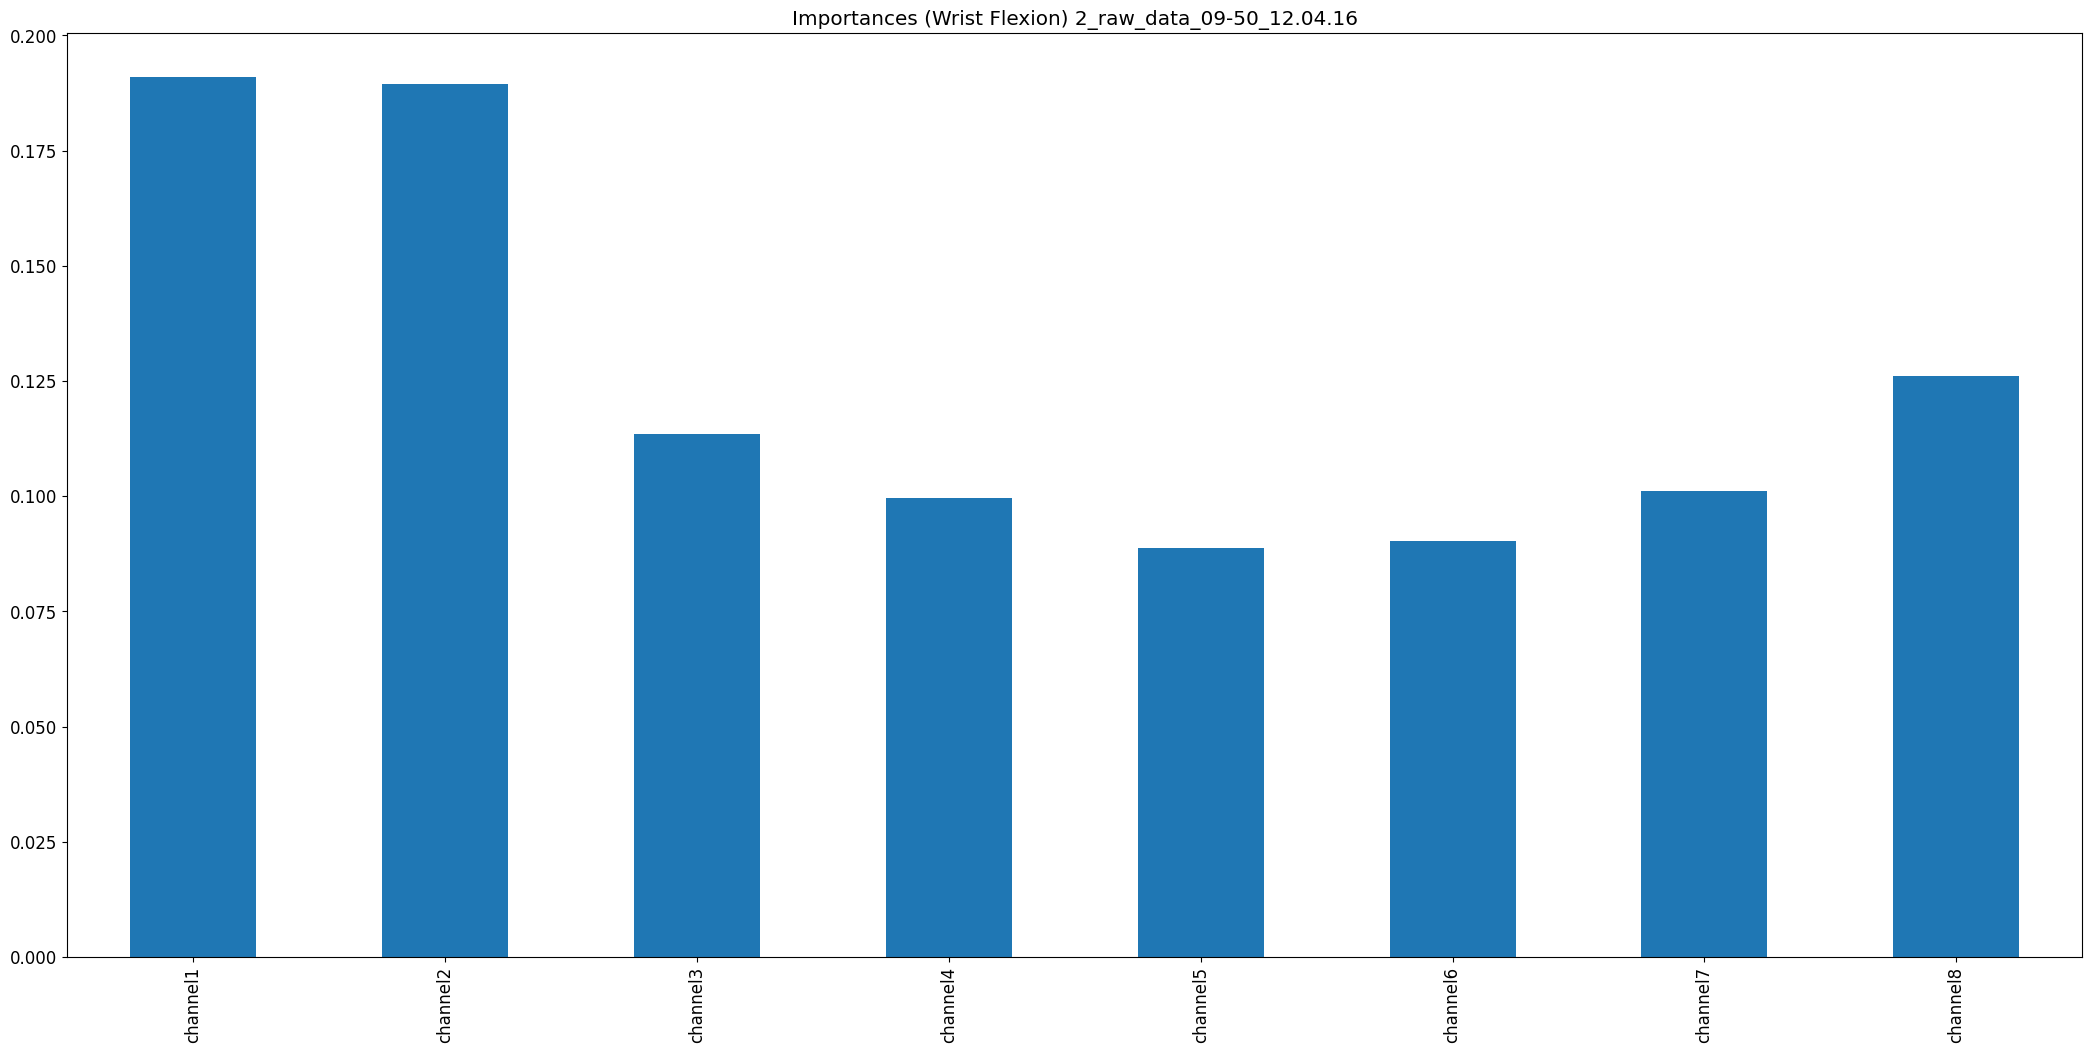 Importances (Wrist Flexion) 2_raw_data_09-50_12.04.16
0.200
0.175
0.150
0.125
0.100
0.075
0.050
0.025
0.000
channel1
channel2
channel3
channel4
channel5
channel6
channel7
channel8